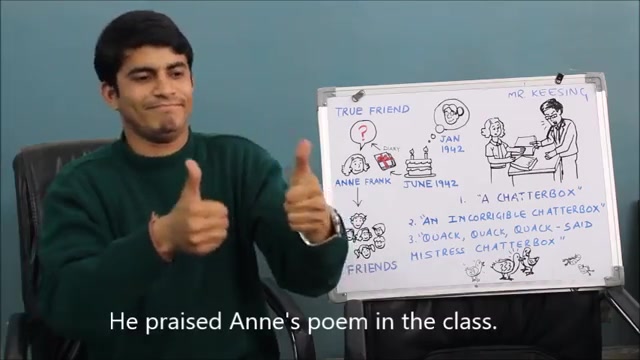 TRUE FRIEND
MR KEESING
?
DIARY
JAN
1942
ANNE FRANK
JUNE 1942
FRIENDS
1. "A CHATTERBOX"
2. "AN INCORRIGIBLE CHATTERBOX"
3. "QUACK, QUACK, QUACK - SAID
MISTRESS CHATTERBOX"
He praised Anne's poem in the class.